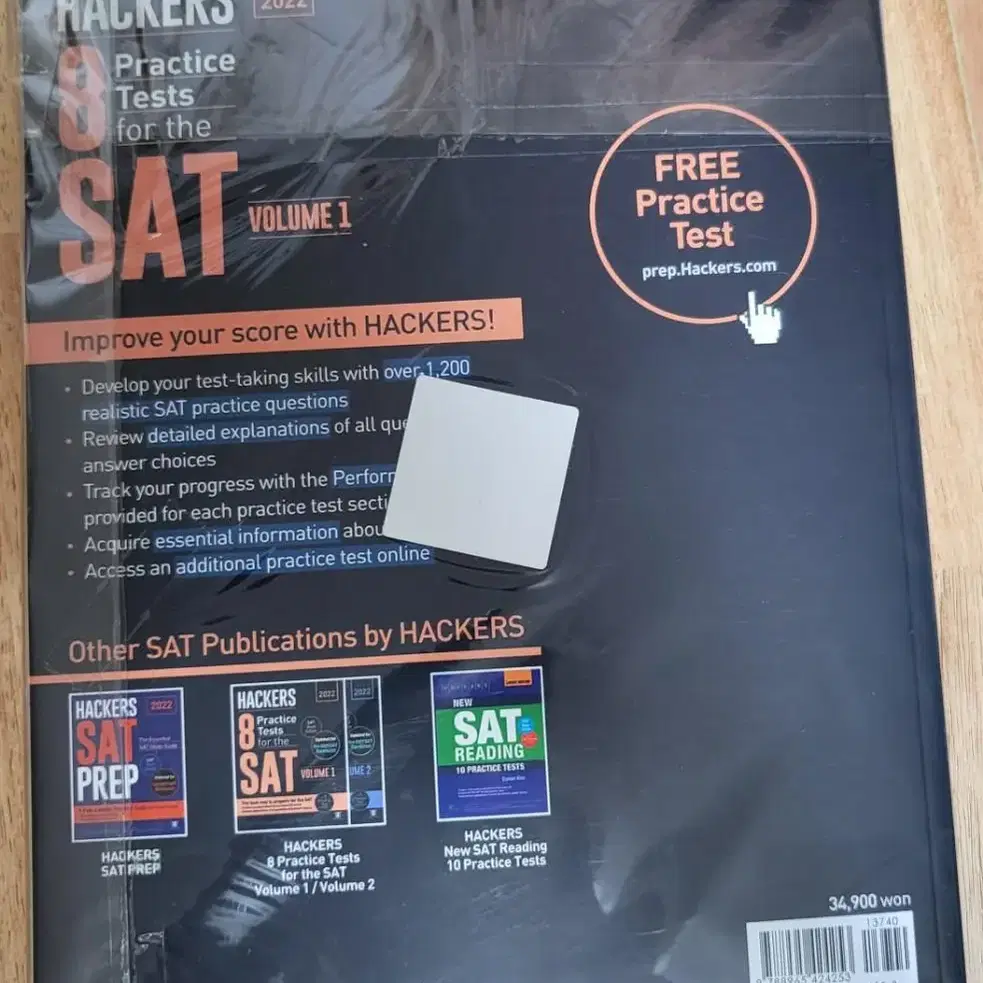 HACKERS 2022
8 Practice
Tests
for the
SAT VOLUME 1
FREE
Practice
Test
prep.Hackers.com
Improve your score with HACKERS!
• Develop your test-taking skills with over 1,200
realistic SAT practice questions
• Review detailed explanations of all que
answer choices
• Track your progress with the Perfor
provided for each practice test secti
• Acquire essential information abou
• Access an additional practice test online
Other SAT Publications by HACKERS
HACKERS 2022
SAT
PREP
HACKERS 2022 2022
8 Practice
Tests
for the
SAT VOLUME 1 UME 2
NEW
SAT
READING
10 PRACTICE TESTS
HACKERS
SAT PREP
HACKERS
8 Practice Tests
for the SAT
Volume 1 / Volume 2
HACKERS
New SAT Reading
10 Practice Tests
34,900 won
13740
9 788965 424253